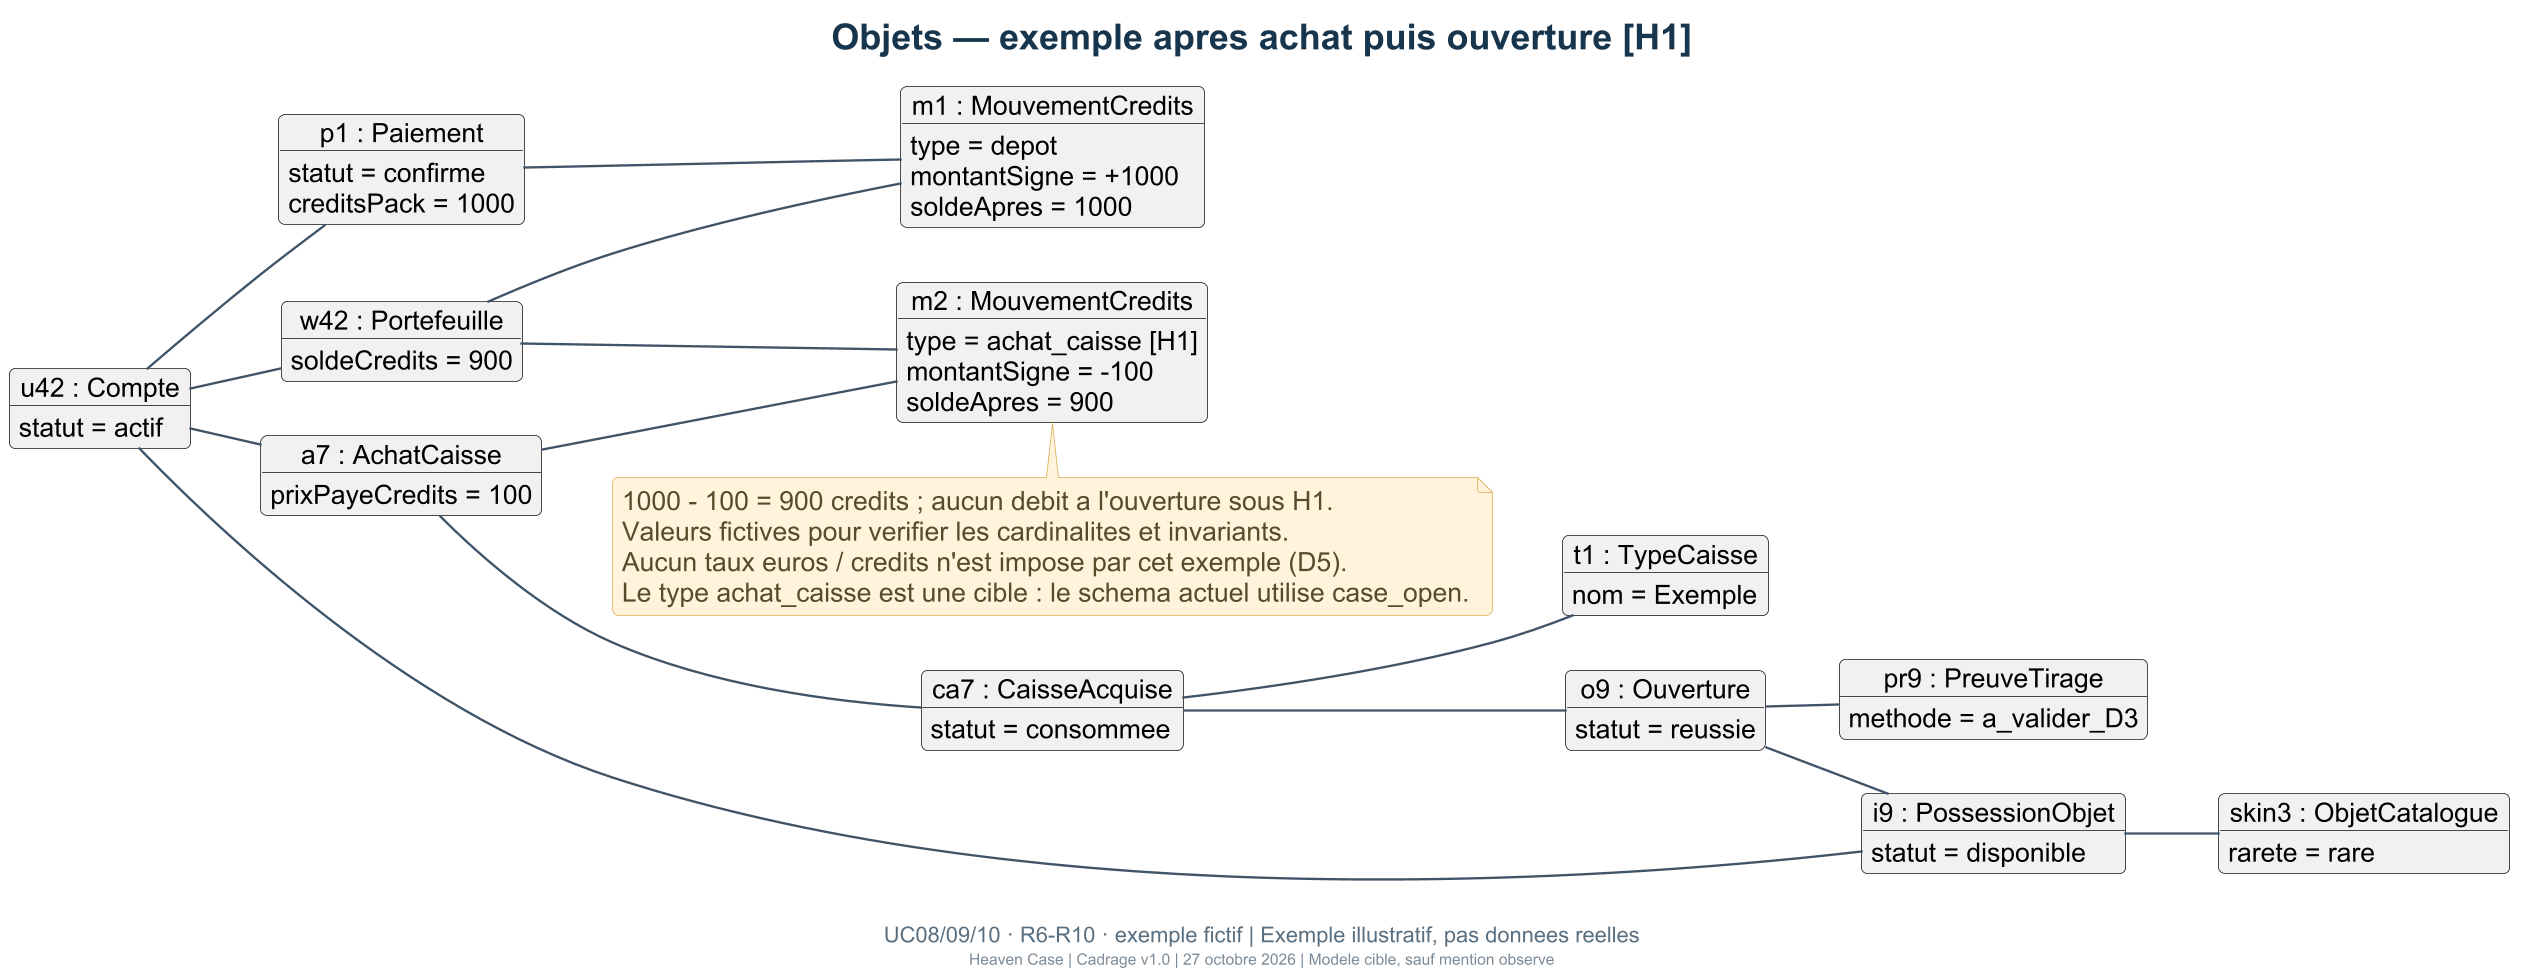 Objets — exemple apres achat puis ouverture [H1]
p1 : Paiement
statut = confirme
creditsPack = 1000
m1 : MouvementCredits
type = depot
montantSigne = +1000
soldeApres = 1000
w42 : Portefeuille
soldeCredits = 900
m2 : MouvementCredits
type = achat_caisse [H1]
montantSigne = -100
soldeApres = 900
u42 : Compte
statut = actif
a7 : AchatCaisse
prixPayeCredits = 100
1000 - 100 = 900 credits ; aucun debit a l'ouverture sous H1.
Valeurs fictives pour verifier les cardinalites et invariants.
Aucun taux euros / credits n'est impose par cet exemple (D5).
Le type achat_caisse est une cible : le schema actuel utilise case_open.
t1 : TypeCaisse
nom = Exemple
ca7 : CaisseAcquise
statut = consommee
o9 : Ouverture
statut = reussie
pr9 : PreuveTirage
methode = a_valider_D3
i9 : PossessionObjet
statut = disponible
skin3 : ObjetCatalogue
rarete = rare
UC08/09/10 · R6-R10 · exemple fictif | Exemple illustratif, pas donnees reelles
Heaven Case | Cadrage v1.0 | 27 octobre 2026 | Modele cible, sauf mention observe